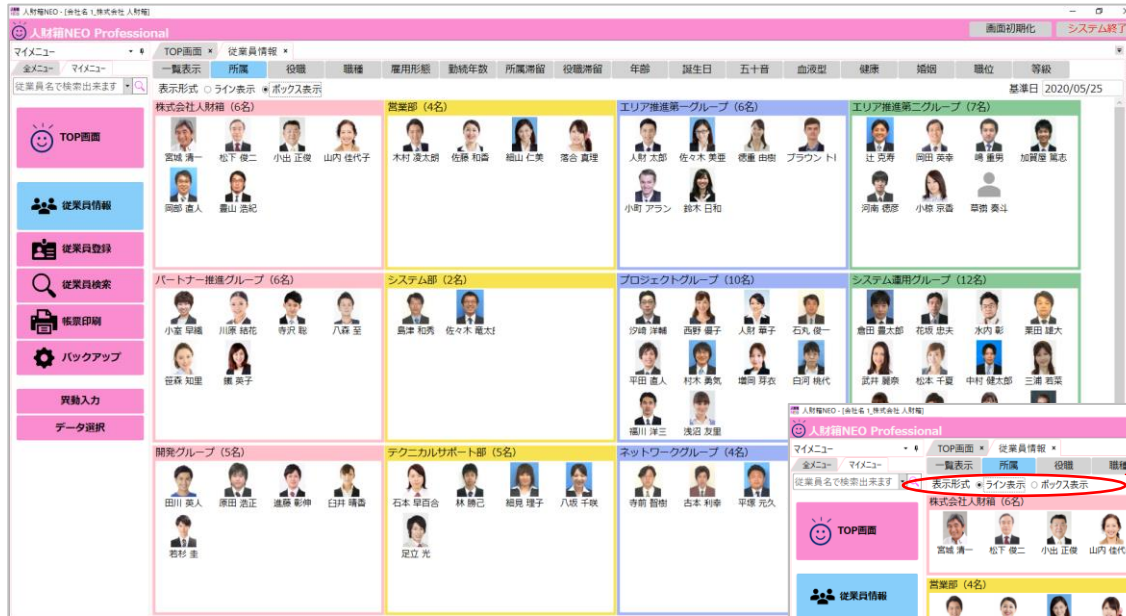 人財箱NEO - [会社名 1_株式会社 人財箱]
人財箱NEO Professional
画面初期化 システム終了
マイメニュー
TOP画面 × 従業員情報 ×
全メニュー マイメニュー
一覧表示 所属 役職 職種 雇用形態 勤続年数 所属滞留 役職滞留 年齢 誕生日 五十音 血液型 健康 婚姻 職位 等級
従業員名で検索出来ます
表示形式 ライン表示 ボックス表示
基準日 2020/05/25
TOP画面
従業員情報
従業員登録
従業員検索
帳票印刷
バックアップ
異動入力
データ選択
株式会社人財箱 (6名)
宮城 清一 松下 俊二 小出 正俊 山内 佳代子
岡部 直人 豊山 浩紀
営業部 (4名)
木村 凌太朗 佐藤 和香 細山 仁美 落合 真理
エリア推進第一グループ (6名)
人財 太郎 佐々木 美亜 徳重 由樹 ブラウン ト
小町 アラン 鈴木 日和
エリア推進第二グループ (7名)
辻 克寿 岡田 英幸 嶋 重男 加賀屋 篤志
河南 徳彦 小椋 京香 草彅 奏斗
パートナー推進グループ (6名)
小室 早織 川原 結花 寺沢 聡 八森 至
笹森 知里 鑓 英子
システム部 (2名)
島津 和秀 佐々木 竜太
プロジェクトグループ (10名)
汐崎 洋輔 西野 優子 人財 華子 石丸 俊一
平田 直人 村木 勇気 増岡 芽衣 白河 桃代
福川 洋三 浅沼 友里
システム運用グループ (12名)
倉田 豊太郎 花坂 忠夫 水内 彰 栗田 雄大
武井 麗奈 松本 千夏 中村 健太郎 三浦 若菜
開発グループ (5名)
田川 英人 原田 浩正 進藤 彰伸 臼井 晴香
若杉 圭
テクニカルサポート部 (5名)
八本 早百合 林 勝己 細見 理子 八坂 千咲
足立 光
ネットワークグループ (4名)
寺前 智樹 古本 利幸 平塚 元久
人財箱NEO - [会社名 1_株式会社 人財箱]
人財箱NEO Professional
マイメニュー
TOP画面 × 従業員情報 ×
全メニュー マイメニュー
一覧表示 所属 役職 職種
従業員名で検索出来ます
表示形式 ライン表示 ボックス表示
TOP画面
従業員情報
株式会社人財箱 (6名)
宮城 清一 松下 俊二 小出 正俊 山内 佳代
営業部 (4名)